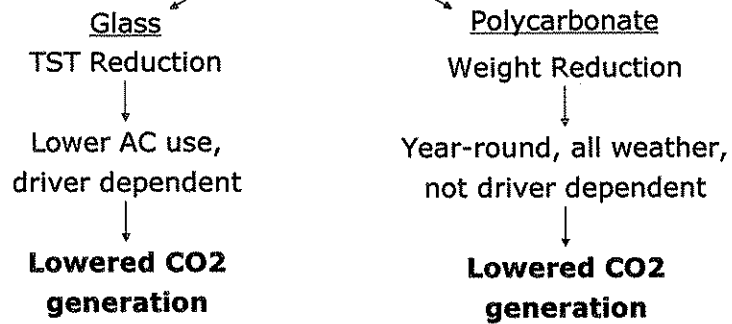 Glass
TST Reduction
Lower AC use,
driver dependent
Lowered CO2
generation
Polycarbonate
Weight Reduction
Year-round, all weather,
not driver dependent
Lowered CO2
generation